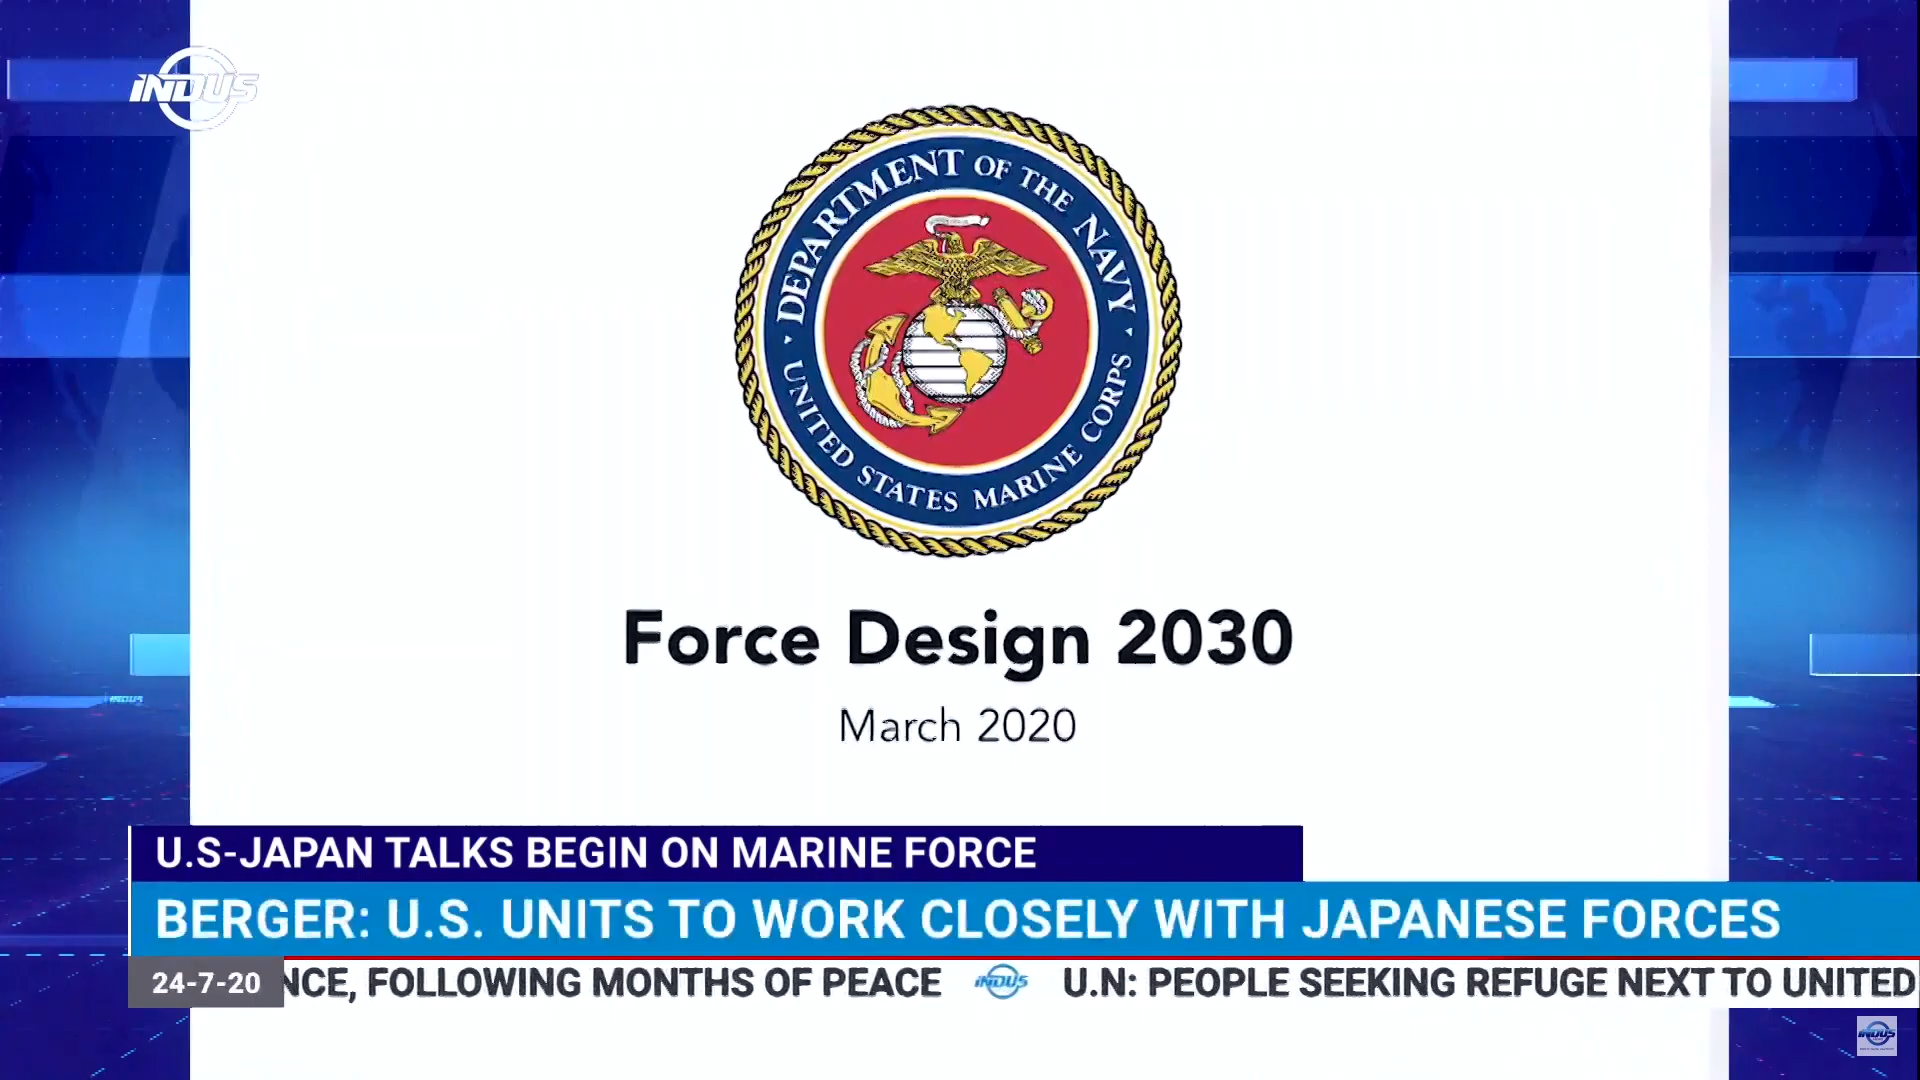 INDUS
DEPARTMENT OF THE NAVY
UNITED STATES MARINE CORPS
Force Design 2030
March 2020
U.S-JAPAN TALKS BEGIN ON MARINE FORCE
BERGER: U.S. UNITS TO WORK CLOSELY WITH JAPANESE FORCES
24-7-20 NCE, FOLLOWING MONTHS OF PEACE INDUS U.N: PEOPLE SEEKING REFUGE NEXT TO UNITED
INDUS
INDUS